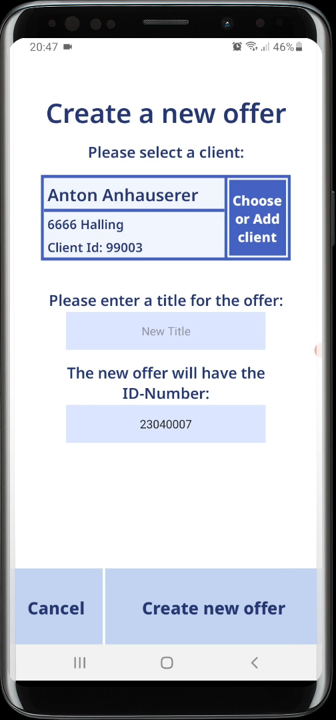 20:47
46%
Create a new offer
Please select a client:
Anton Anhauserer
6666 Halling
Client Id: 99003
Choose
or Add
client
Please enter a title for the offer:
New Title
The new offer will have the
ID-Number:
23040007
Cancel
Create new offer